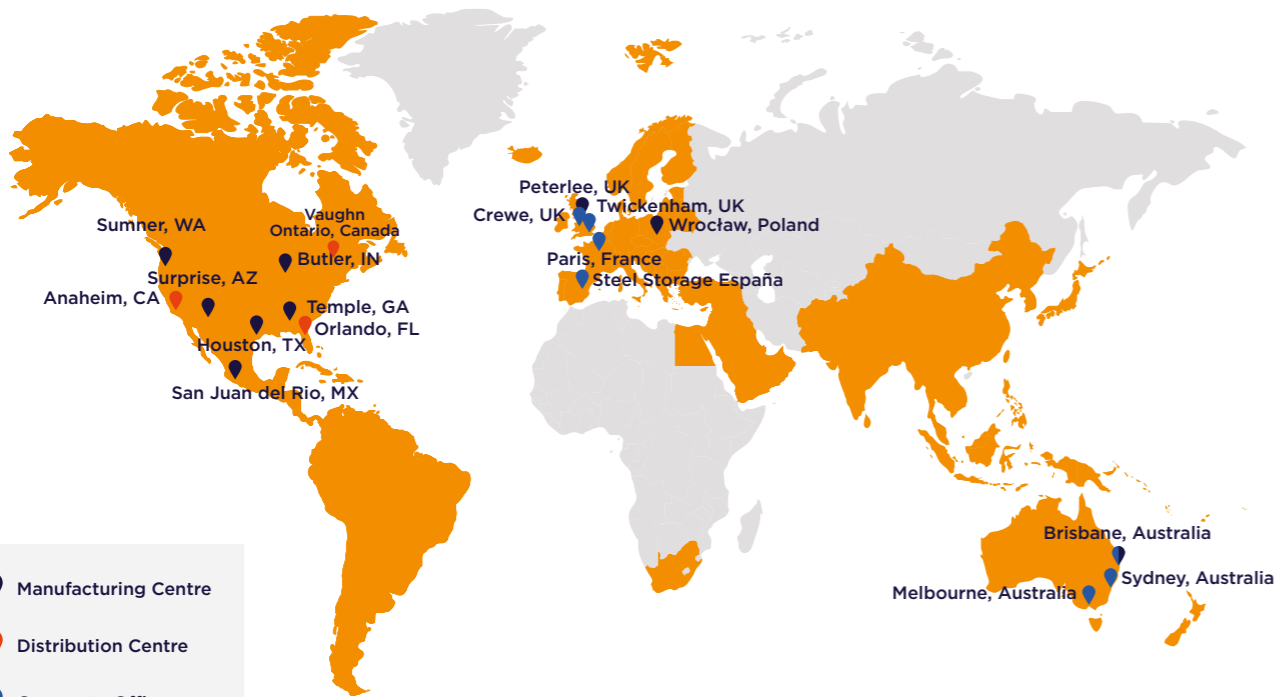 Peterlee, UK
Twickenham, UK
Crewe, UK
Wrocław, Poland
Vaughn
Ontario, Canada
Sumner, WA
Butler, IN
Paris, France
Surprise, AZ
Steel Storage España
Anaheim, CA
Temple, GA
Orlando, FL
Houston, TX
San Juan del Rio, MX
Brisbane, Australia
Sydney, Australia
Melbourne, Australia
Manufacturing Centre
Distribution Centre